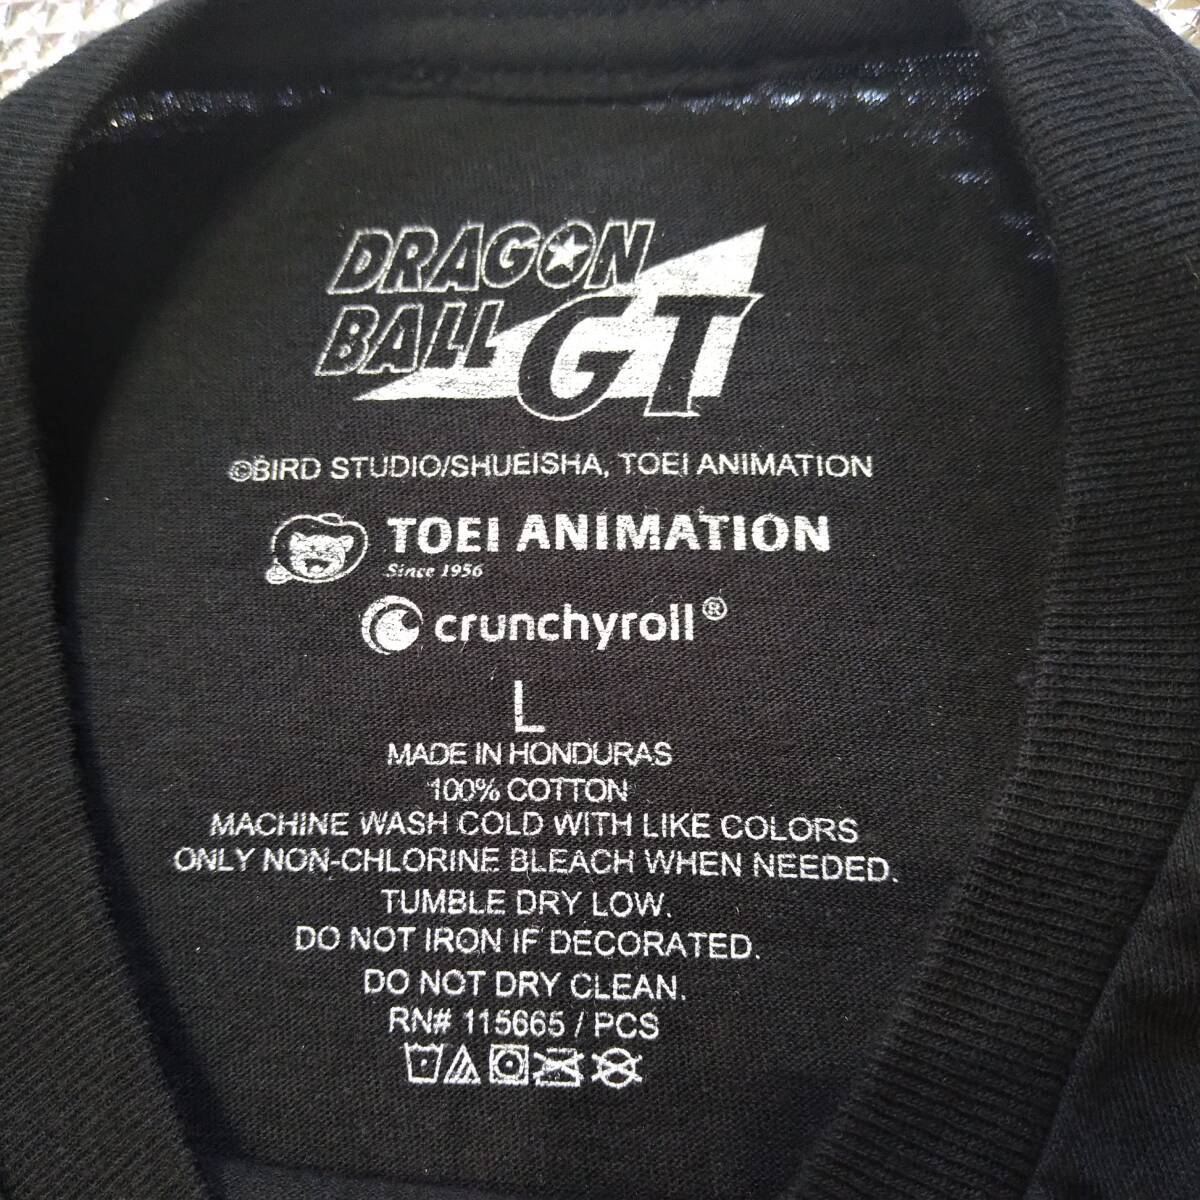 DRAGON
BALL GT
©BIRD STUDIO/SHUEISHA, TOEI ANIMATION
TOEI ANIMATION
Since 1956
crunchyroll®
L
MADE IN HONDURAS
100% COTTON
MACHINE WASH COLD WITH LIKE COLORS
ONLY NON-CHLORINE BLEACH WHEN NEEDED.
TUMBLE DRY LOW.
DO NOT IRON IF DECORATED.
DO NOT DRY CLEAN.
RN# 115665 / PCS